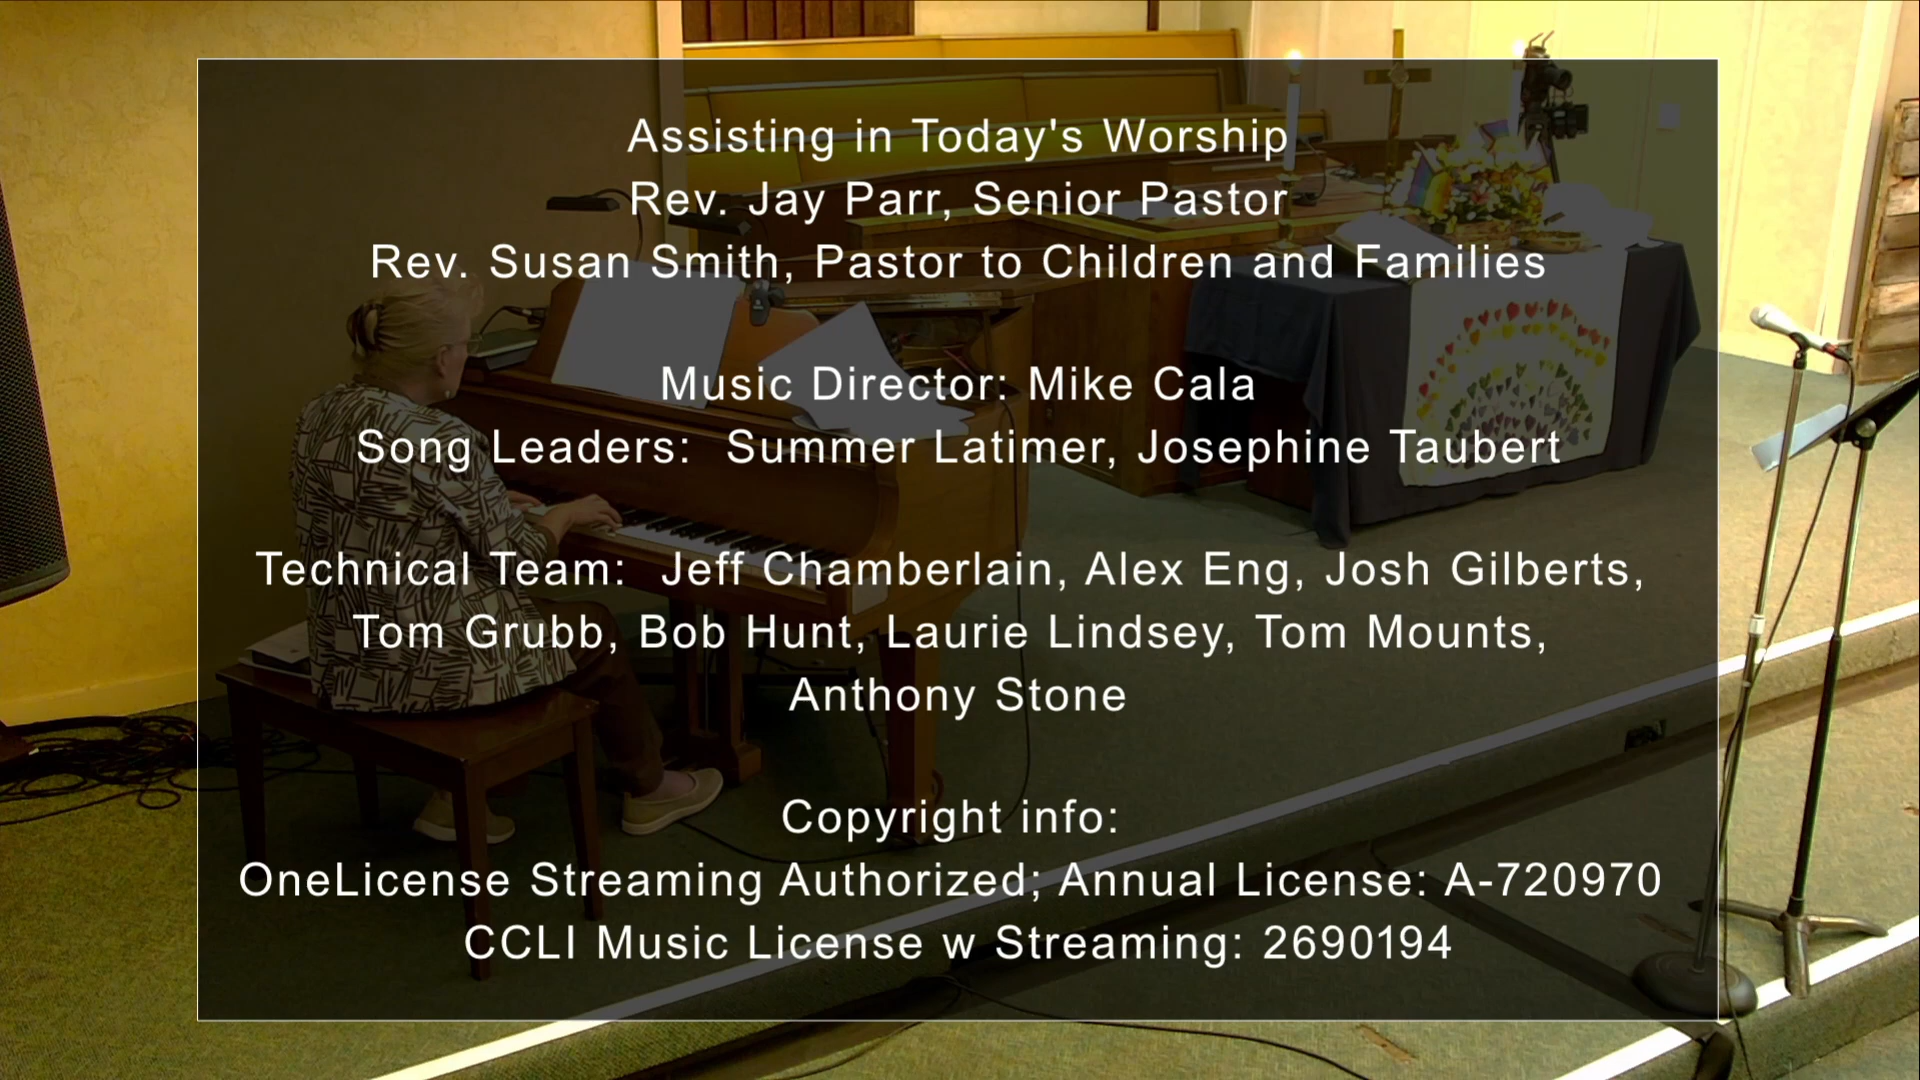 Assisting in Today's Worship
Rev. Jay Parr, Senior Pastor
Rev. Susan Smith, Pastor to Children and Families
Music Director: Mike Cala
Song Leaders:  Summer Latimer, Josephine Taubert
Technical Team:  Jeff Chamberlain, Alex Eng, Josh Gilberts,
Tom Grubb, Bob Hunt, Laurie Lindsey, Tom Mounts,
Anthony Stone
Copyright info:
OneLicense Streaming Authorized; Annual License: A-720970
CCLI Music License w Streaming: 2690194